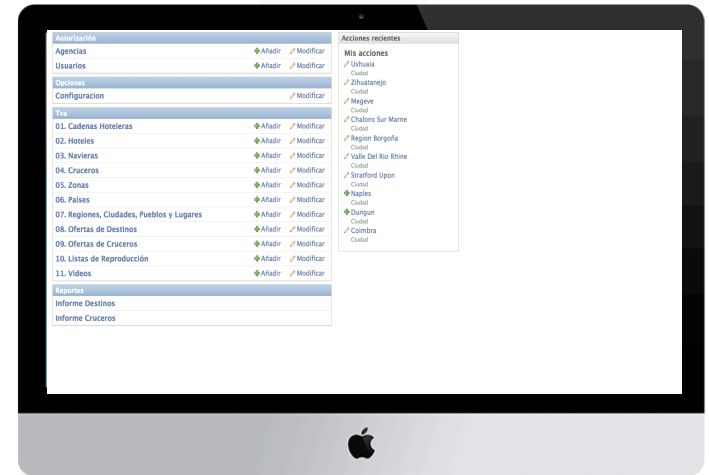 Autorización
Agencias Añadir Modificar
Usuarios Añadir Modificar
Opciones
Configuracion Modificar
Tva
01. Cadenas Hoteleras Añadir Modificar
02. Hoteles Añadir Modificar
03. Navieras Añadir Modificar
04. Cruceros Añadir Modificar
05. Zonas Añadir Modificar
06. Países Añadir Modificar
07. Regiones, Ciudades, Pueblos y Lugares Añadir Modificar
08. Ofertas de Destinos Añadir Modificar
09. Ofertas de Cruceros Añadir Modificar
10. Listas de Reproducción Añadir Modificar
11. Videos Añadir Modificar
Reportes
Informe Destinos
Informe Cruceros
Acciones recientes
Mis acciones
Ushuaia
Ciudad
Zihuatanejo
Ciudad
Megeve
Ciudad
Chalons Sur Marne
Ciudad
Region Borgoña
Ciudad
Valle Del Rio Rhine
Ciudad
Stratford Upon
Ciudad
Naples
Ciudad
Dungun
Ciudad
Coimbra
Ciudad